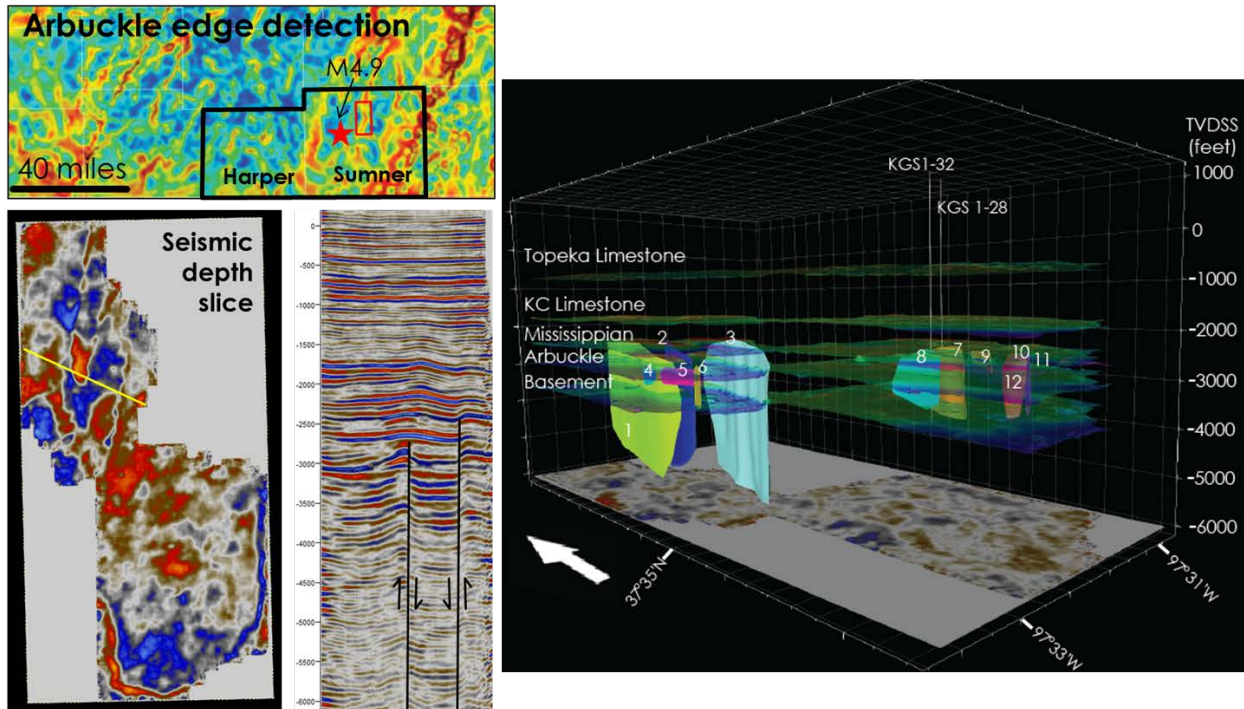 Arbuckle edge detection
M4.9
40 miles
Harper
Sumner
Seismic
depth
slice
0
-500
-1000
-1500
-2000
-2500
-3000
-3500
-4000
-4500
-5000
-5500
-6000
TVDSS
(feet)
KGS1-32
KGS 1-28
Topeka Limestone
KC Limestone
Mississippian
Arbuckle
Basement
1
2
3
4
5
6
7
8
9
10
11
12
1000
0
-1000
-2000
-3000
-4000
-5000
-6000
37°35'N
97°33'W
97°31'W